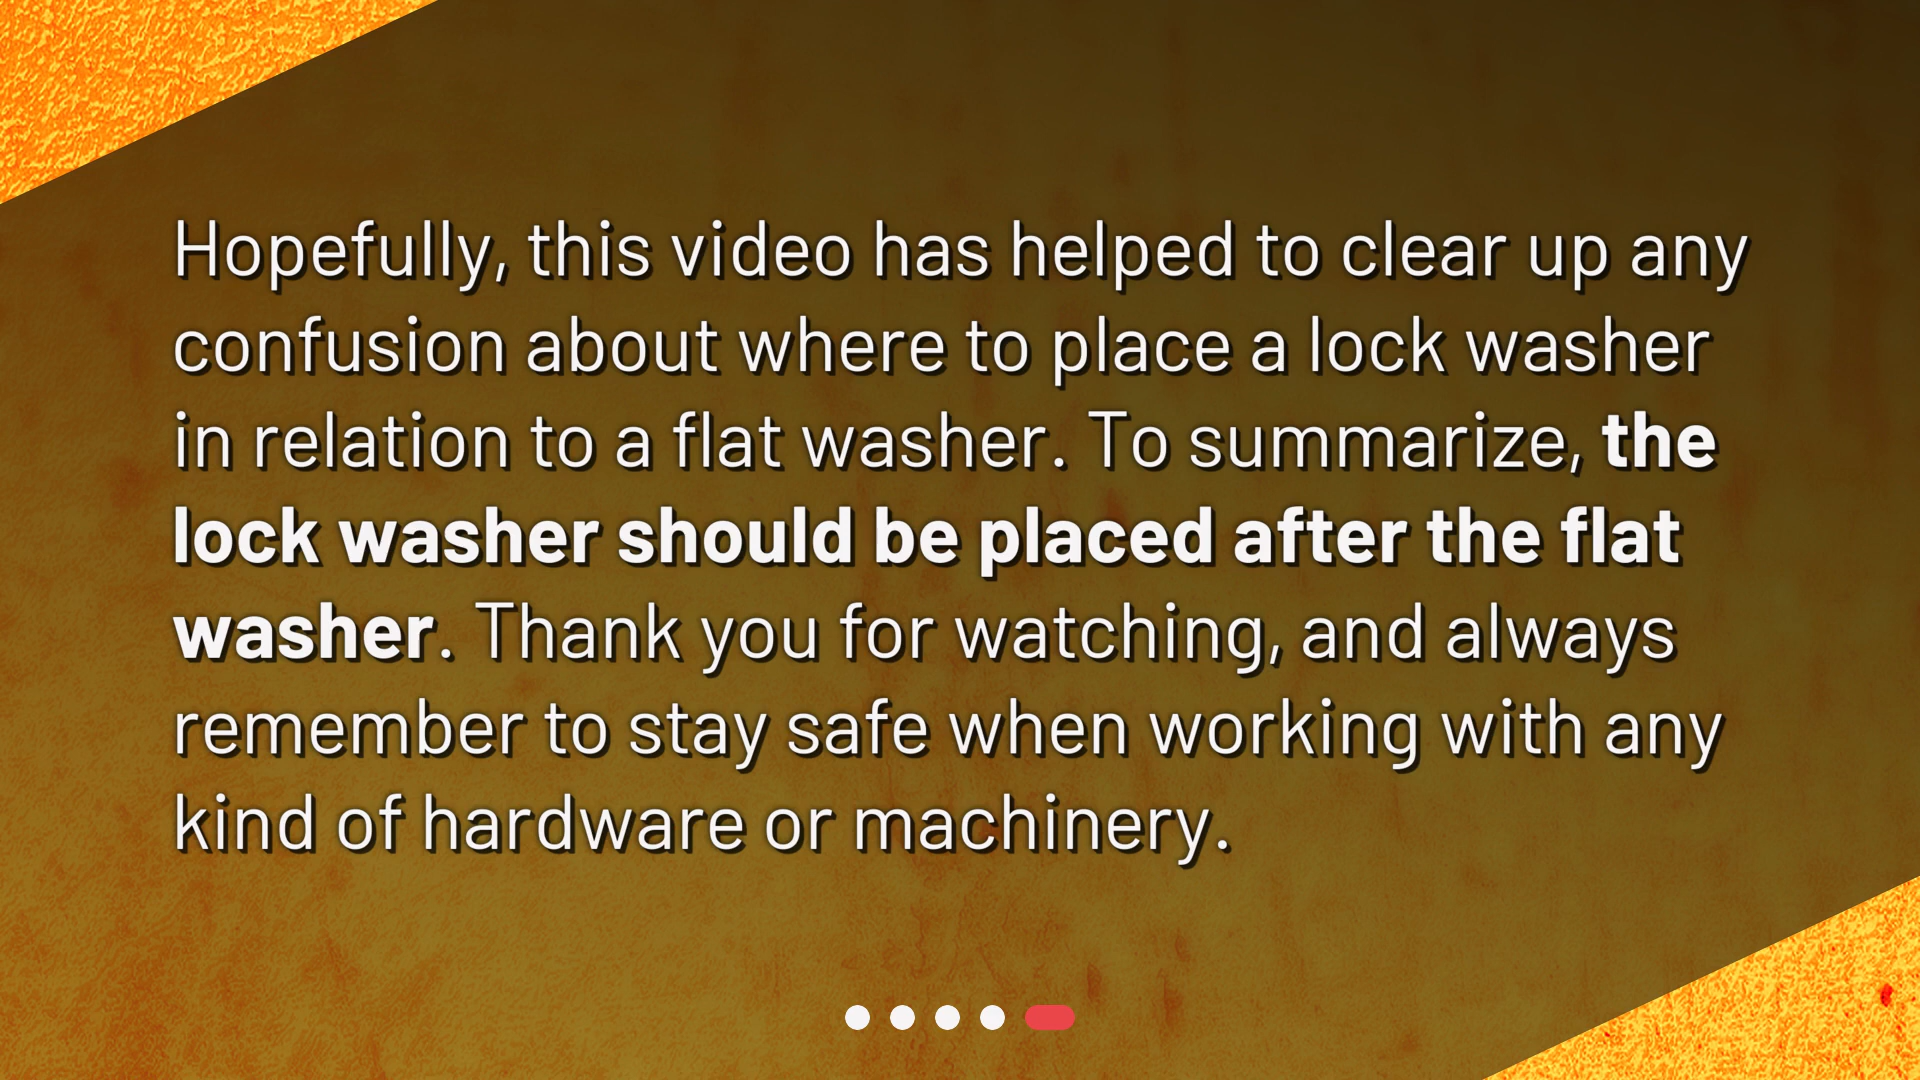 Hopefully, this video has helped to clear up any
confusion about where to place a lock washer
in relation to a flat washer. To summarize, the
lock washer should be placed after the flat
washer. Thank you for watching, and always
remember to stay safe when working with any
kind of hardware or machinery.